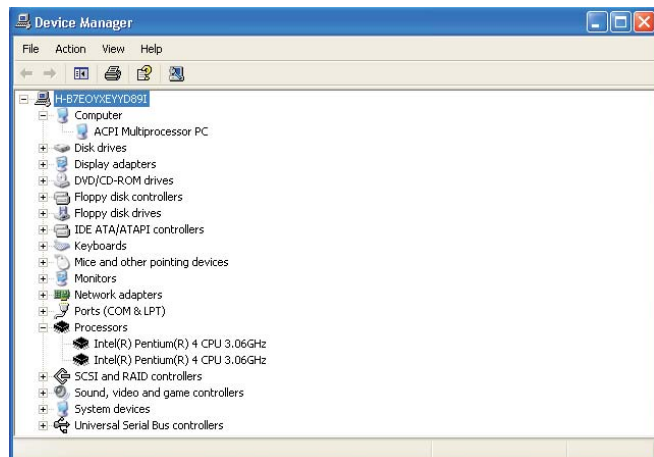 Device Manager
File Action View Help
H-B7EOYXEYYD89I
Computer
ACPI Multiprocessor PC
Disk drives
Display adapters
DVD/CD-ROM drives
Floppy disk controllers
Floppy disk drives
IDE ATA/ATAPI controllers
Keyboards
Mice and other pointing devices
Monitors
Network adapters
Ports (COM & LPT)
Processors
Intel(R) Pentium(R) 4 CPU 3.06GHz
Intel(R) Pentium(R) 4 CPU 3.06GHz
SCSI and RAID controllers
Sound, video and game controllers
System devices
Universal Serial Bus controllers